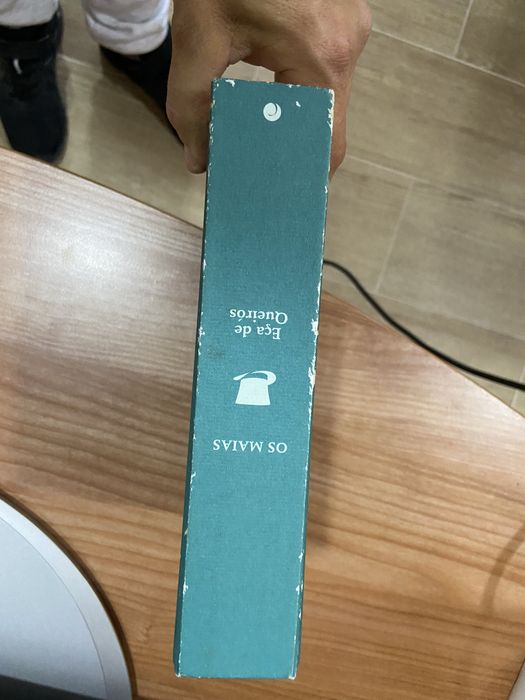 OS MAIAS
Eça de
Queirós